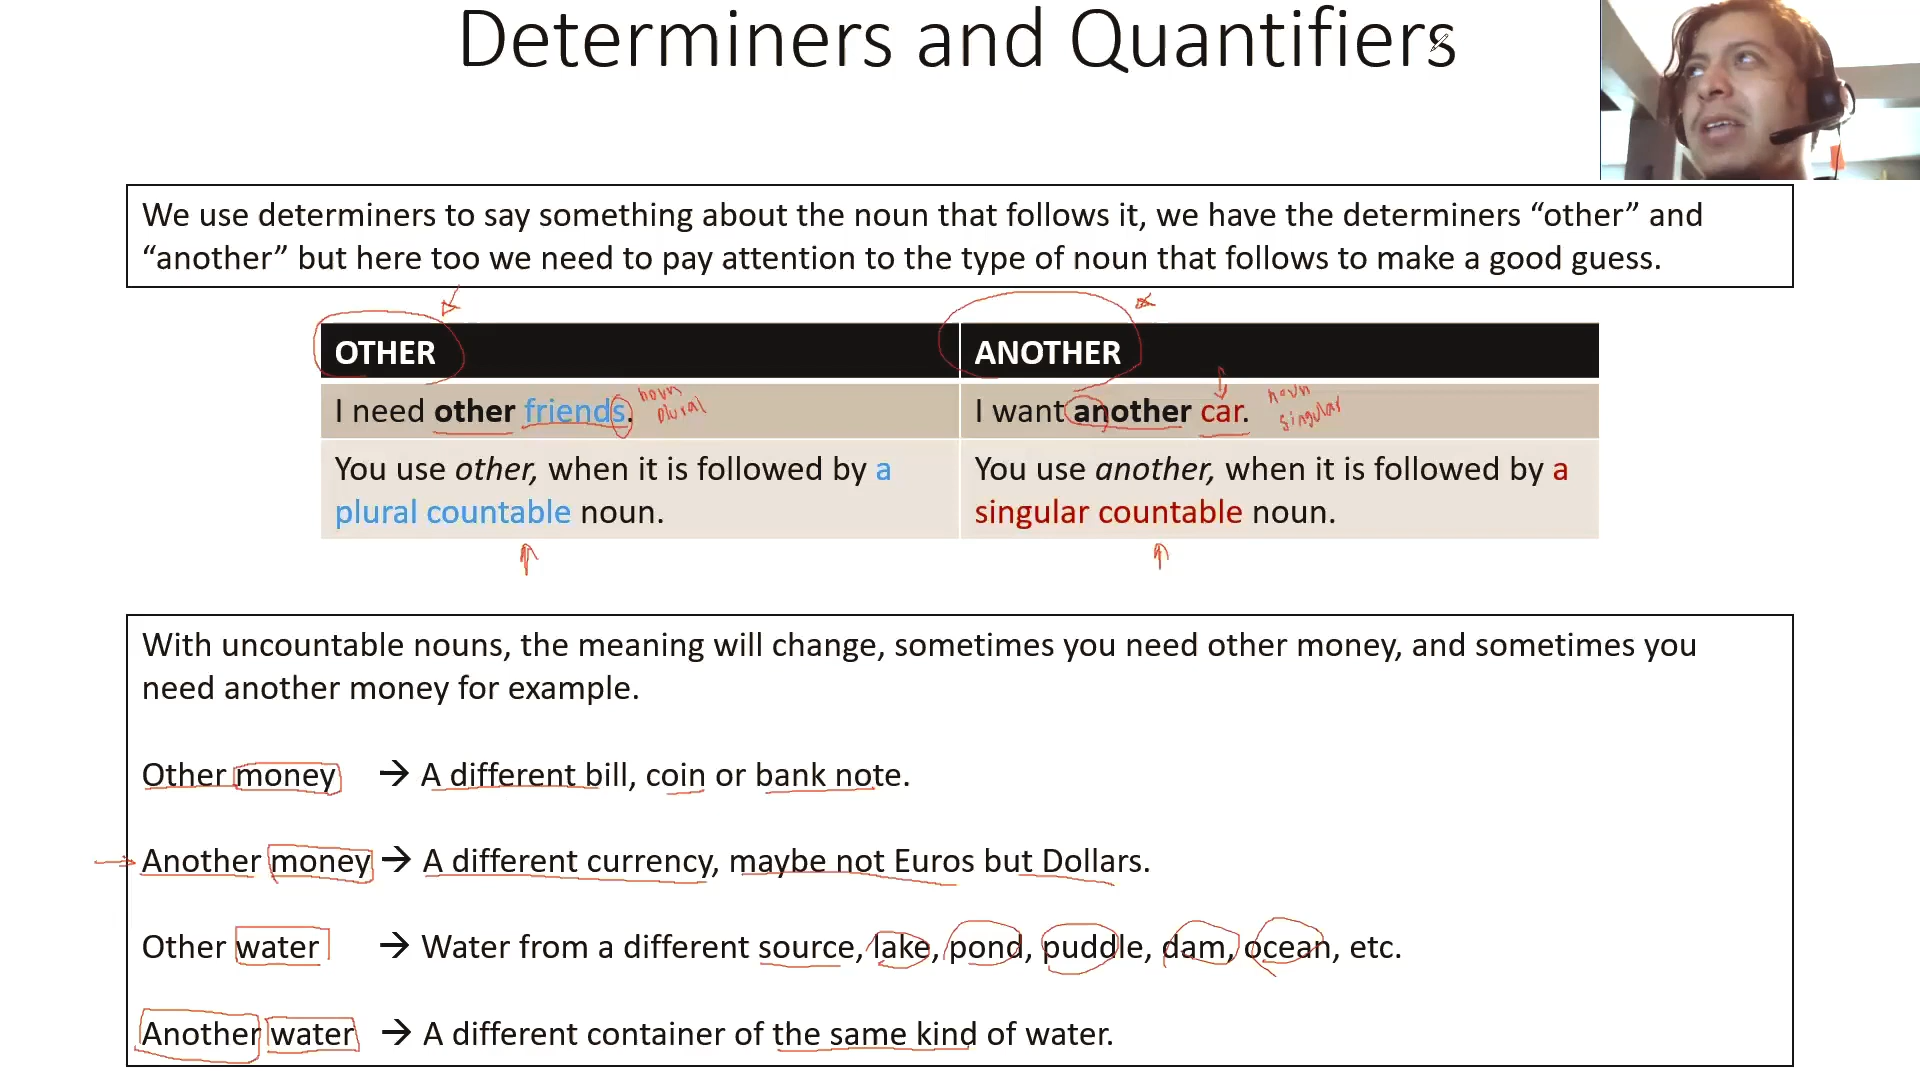 Determiners and Quantifiers
We use determiners to say something about the noun that follows it, we have the determiners “other” and
“another” but here too we need to pay attention to the type of noun that follows to make a good guess.
OTHER
ANOTHER
I need other friends.
noun
plural
I want another car.
noun
singular
You use other, when it is followed by a
plural countable noun.
You use another, when it is followed by a
singular countable noun.
With uncountable nouns, the meaning will change, sometimes you need other money, and sometimes you
need another money for example.
Other money → A different bill, coin or bank note.
Another money → A different currency, maybe not Euros but Dollars.
Other water → Water from a different source, lake, pond, puddle, dam, ocean, etc.
Another water → A different container of the same kind of water.